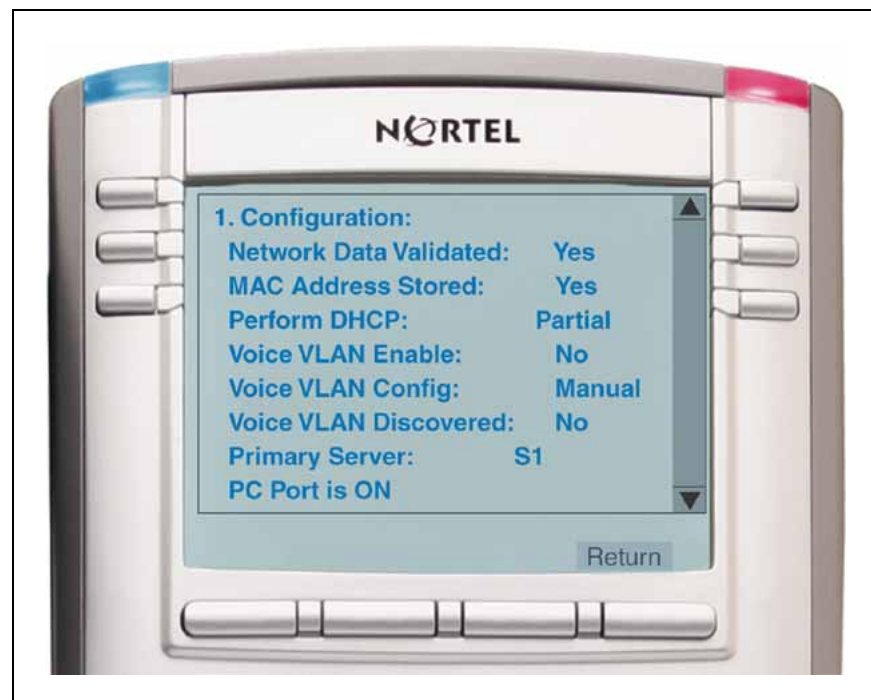 NORTEL
1. Configuration:
Network Data Validated: Yes
MAC Address Stored: Yes
Perform DHCP: Partial
Voice VLAN Enable: No
Voice VLAN Config: Manual
Voice VLAN Discovered: No
Primary Server: S1
PC Port is ON
Return